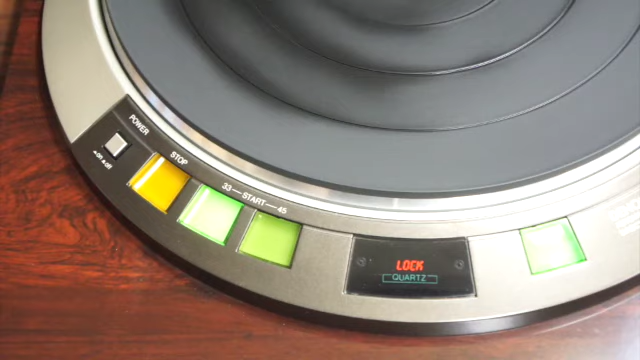 POWER
STOP
33 — START — 45
LOCK
QUARTZ